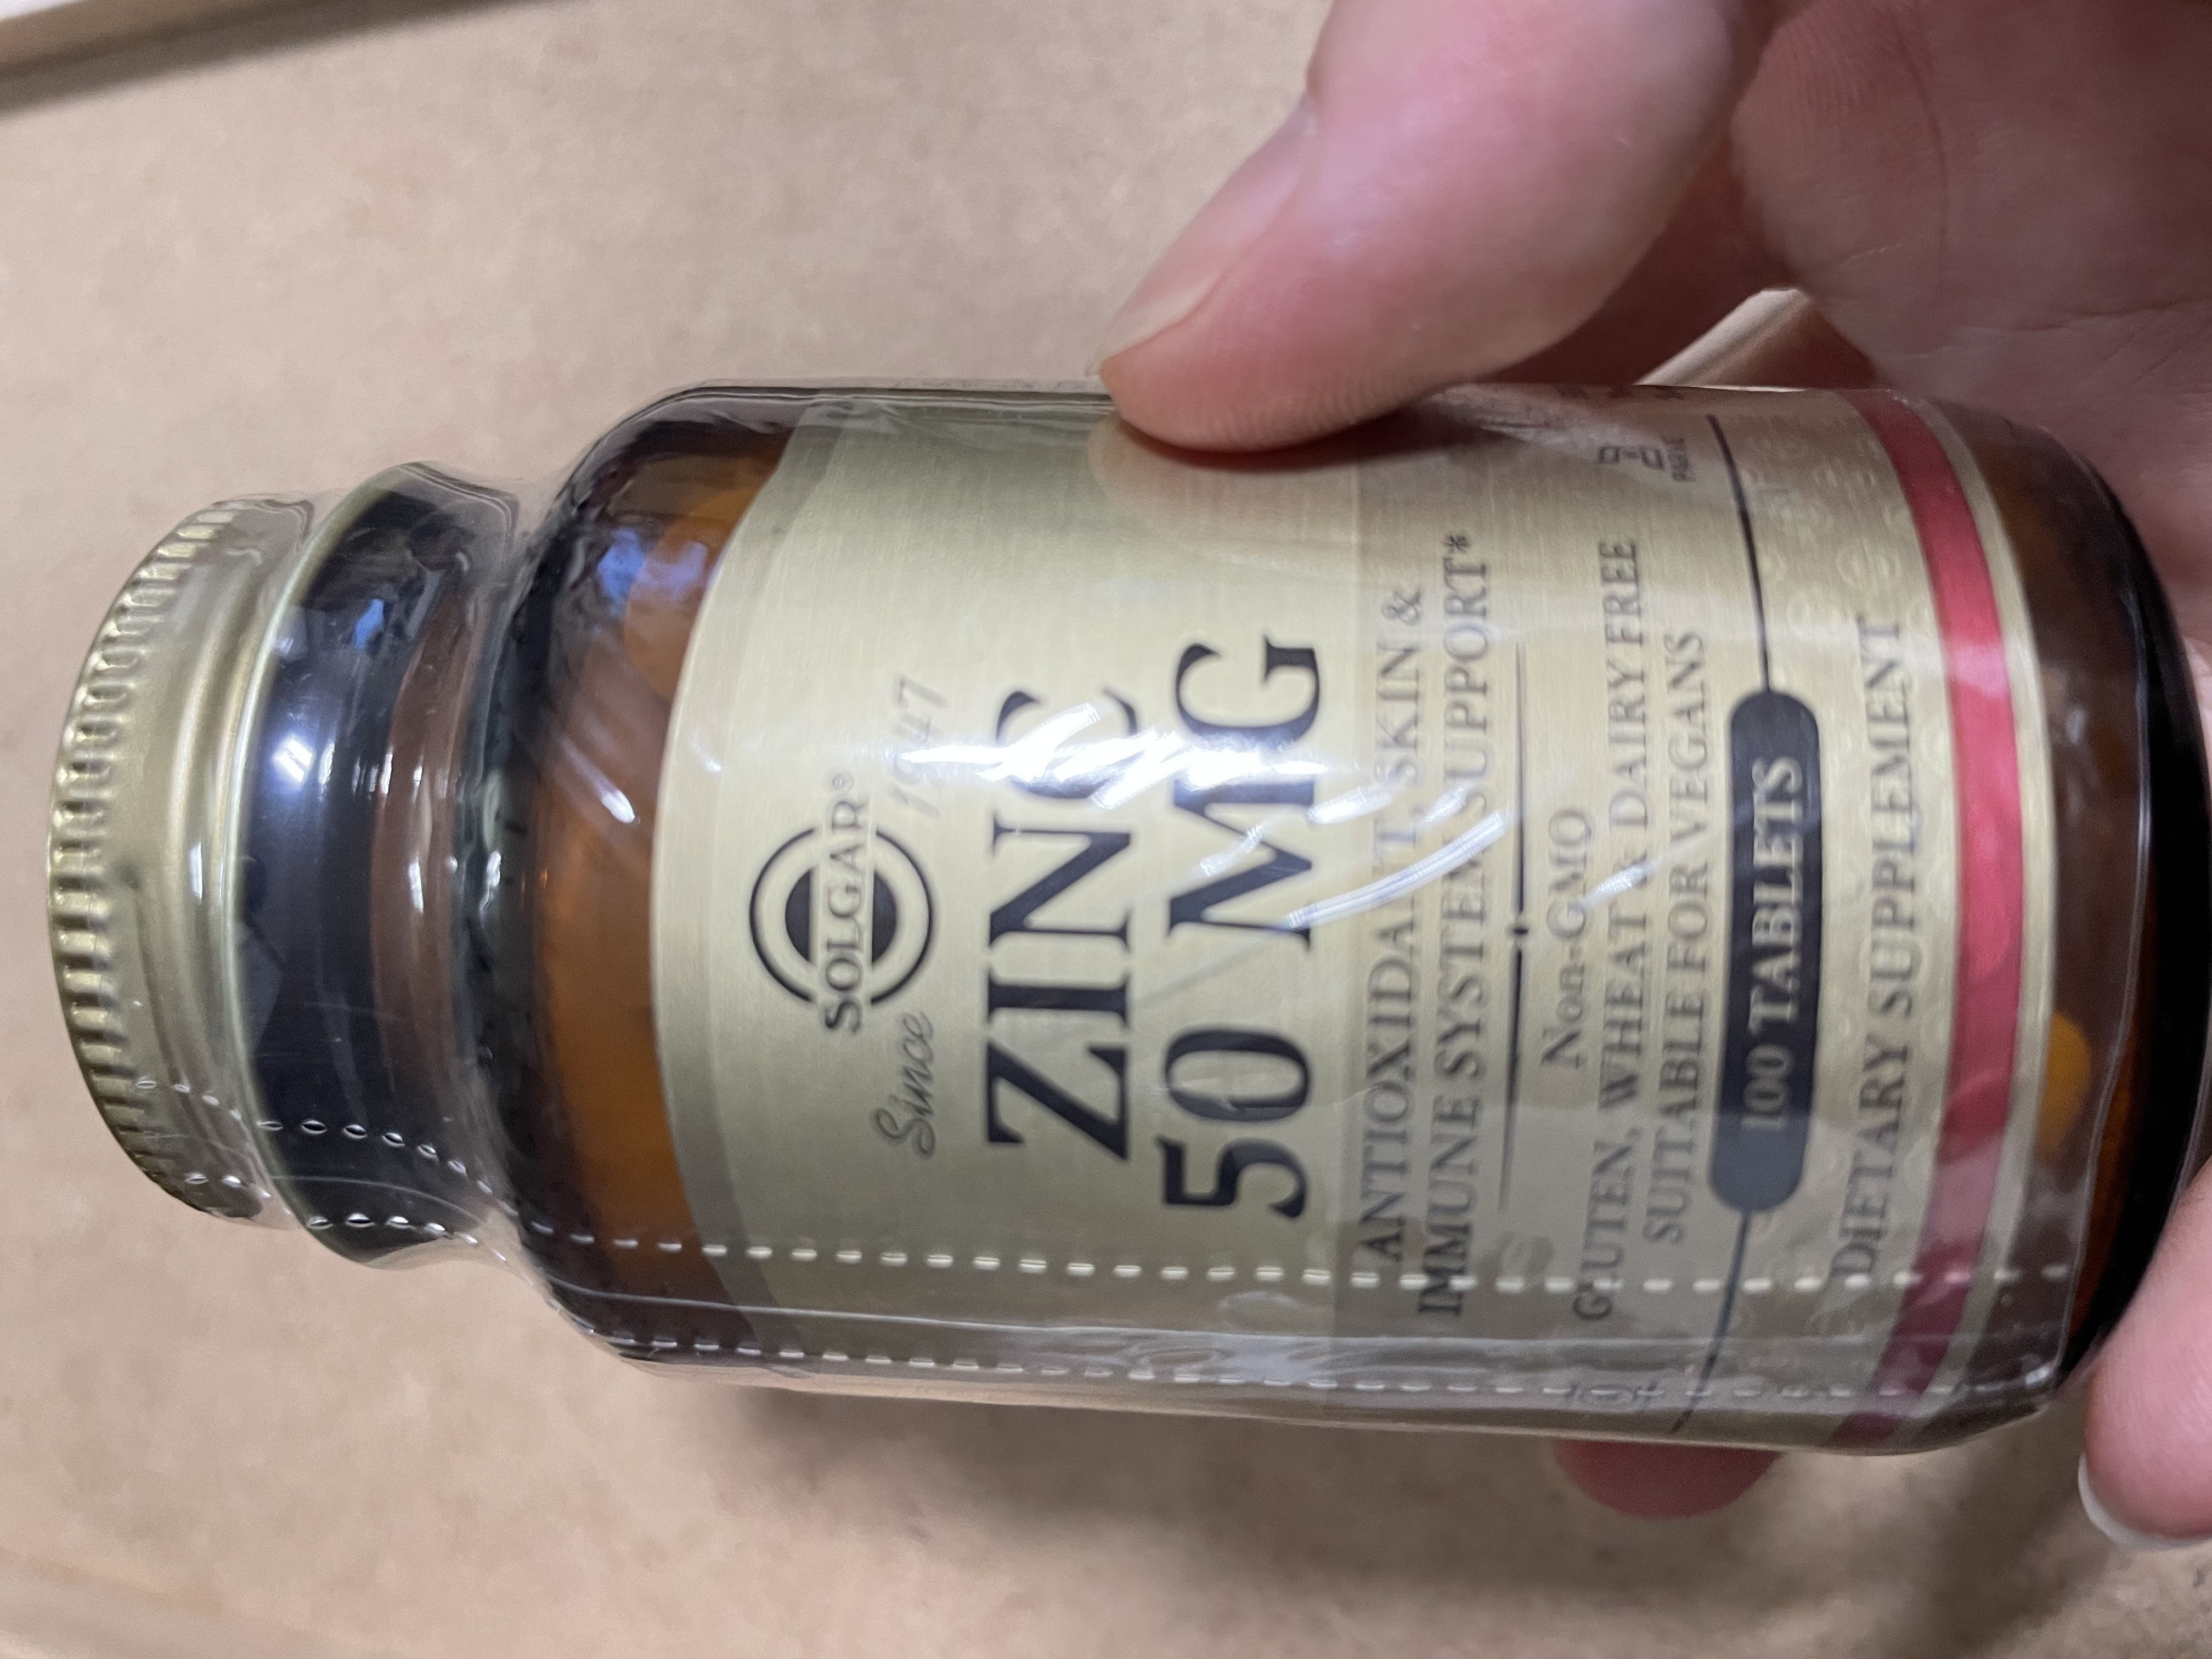 SOLGAR®
Since 1947
ZINC
50 MG
ANTIOXIDANT, SKIN &
IMMUNE SYSTEM SUPPORT*
Non-GMO
GLUTEN, WHEAT & DAIRY FREE
SUITABLE FOR VEGANS
100 TABLETS
DIETARY SUPPLEMENT